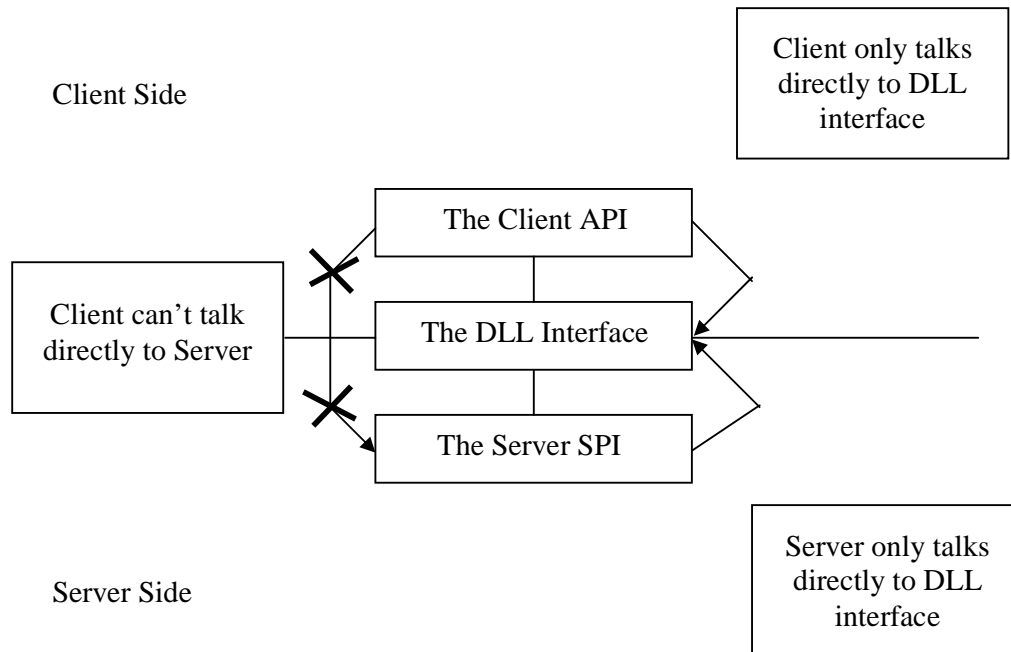 Client only talks
directly to DLL
interface
Client Side
The Client API
Client can’t talk
directly to Server
The DLL Interface
The Server SPI
Server only talks
directly to DLL
interface
Server Side